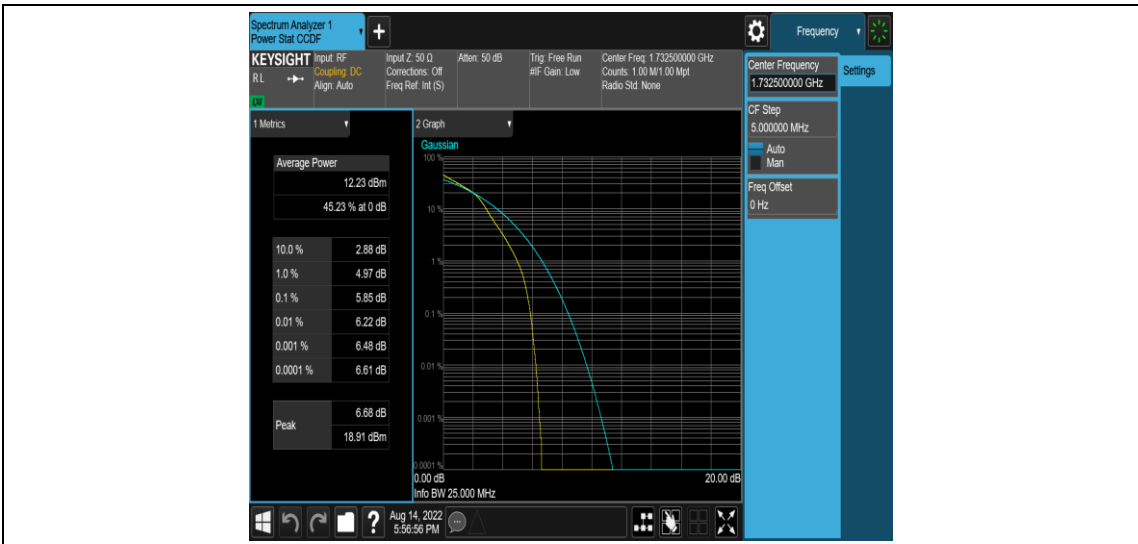 Spectrum Analyzer 1
Power Stat CCDF
+
Frequency
KEYSIGHT
RL
LXI
Input: RF
Coupling: DC
Align: Auto
Input Z: 50 Ω
Corrections: Off
Freq Ref: Int (S)
Atten: 50 dB
Trig: Free Run
#IF Gain: Low
Center Freq: 1.732500000 GHz
Counts: 1.00 M/1.00 Mpt
Radio Std: None
Center Frequency
1.732500000 GHz
Settings
CF Step
5.000000 MHz
Auto
Man
Freq Offset
0 Hz
1 Metrics
Average Power
12.23 dBm
45.23 % at 0 dB
10.0 % 2.88 dB
1.0 % 4.97 dB
0.1 % 5.85 dB
0.01 % 6.22 dB
0.001 % 6.48 dB
0.0001 % 6.61 dB
Peak
6.68 dB
18.91 dBm
2 Graph
Gaussian
100 %
10 %
1 %
0.1 %
0.01 %
0.001 %
0.0001 %
0.00 dB
20.00 dB
Info BW 25.000 MHz
?
Aug 14, 2022
5:56:56 PM